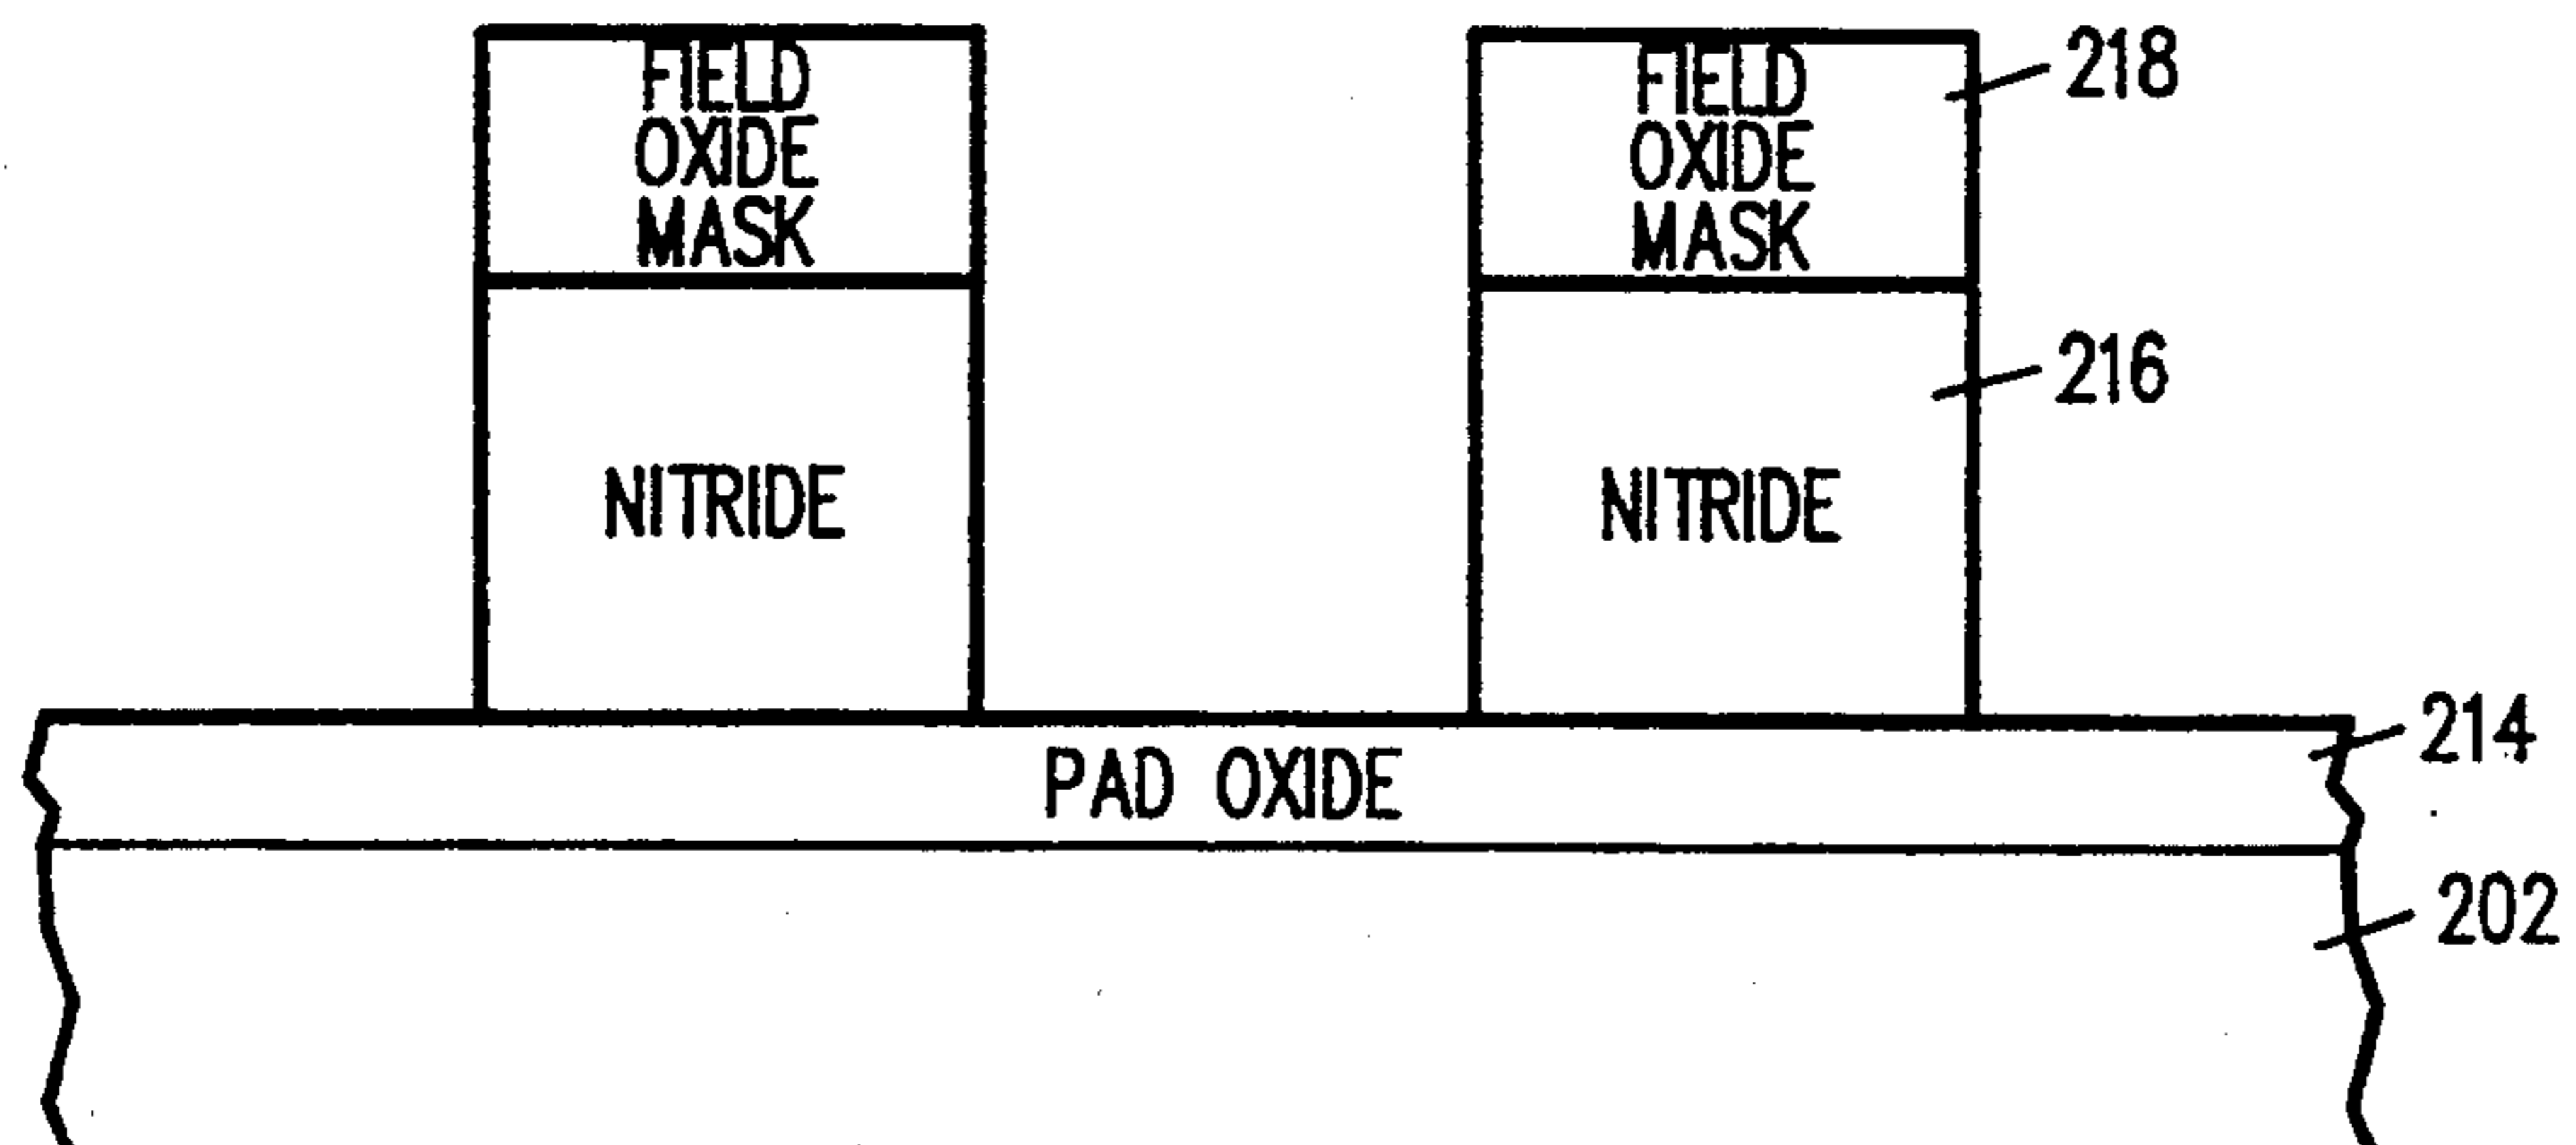 FIELD
OXIDE
MASK
FIELD
OXIDE
MASK
218
216
NITRIDE
NITRIDE
214
PAD OXIDE
202